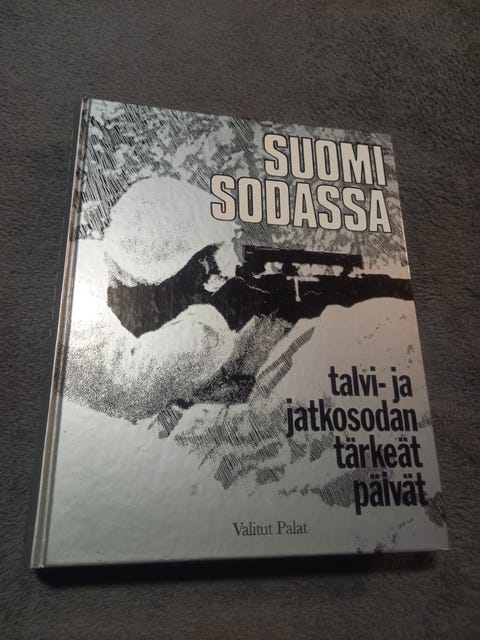 SUOMI
SODASSA
talvi- ja
jatkosodan
tärkeät
päivät
Valitut Palat